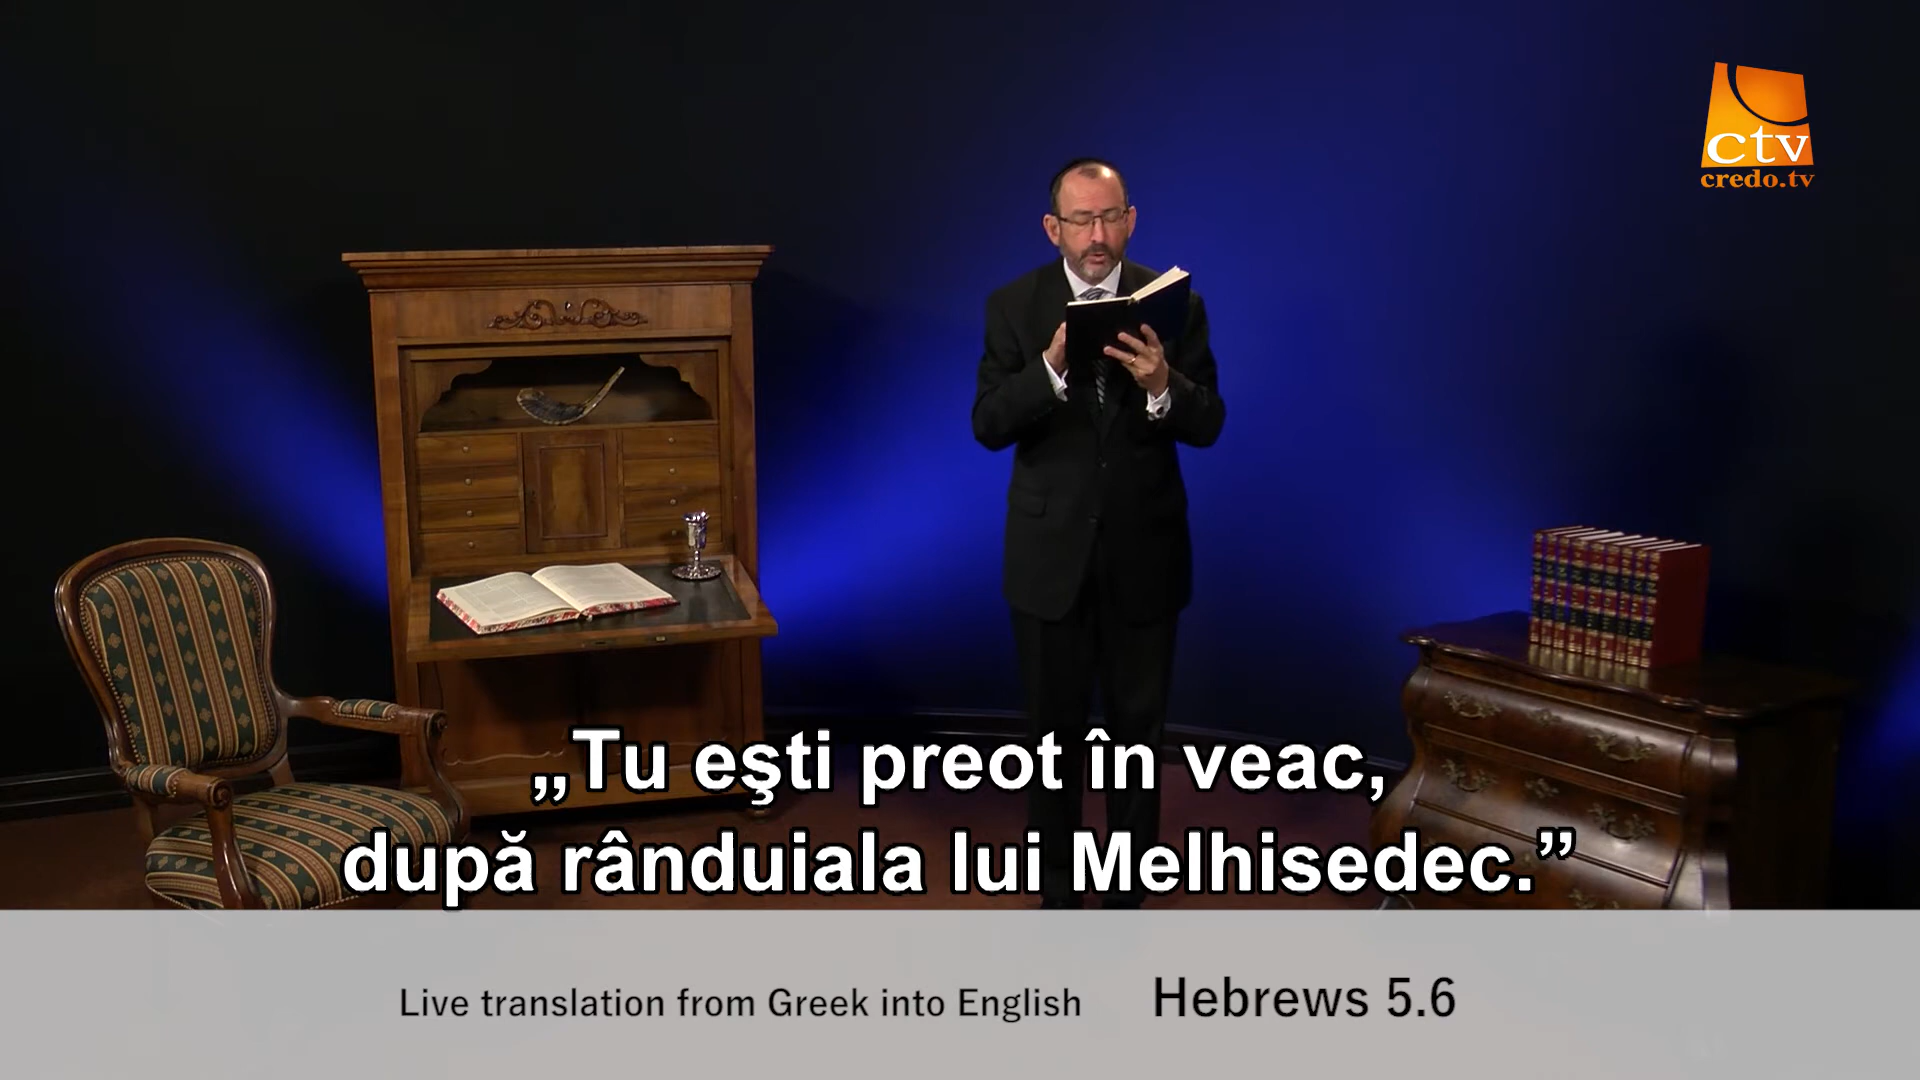 ctv
credo.tv
„Tu eşti preot în veac,
după rânduiala lui Melhisedec.”
Live translation from Greek into English Hebrews 5.6